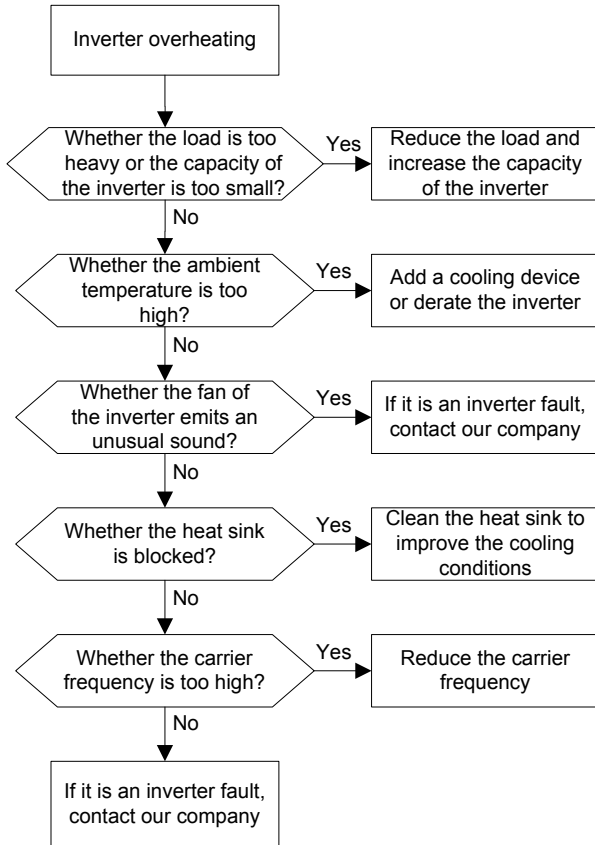 Inverter overheating
Whether the load is too
heavy or the capacity of
the inverter is too small?
Yes
Reduce the load and
increase the capacity
of the inverter
No
Whether the ambient
temperature is too
high?
Yes
Add a cooling device
or derate the inverter
No
Whether the fan of
the inverter emits an
unusual sound?
Yes
If it is an inverter fault,
contact our company
No
Whether the heat sink
is blocked?
Yes
Clean the heat sink to
improve the cooling
conditions
No
Whether the carrier
frequency is too high?
Yes
Reduce the carrier
frequency
No
If it is an inverter fault,
contact our company